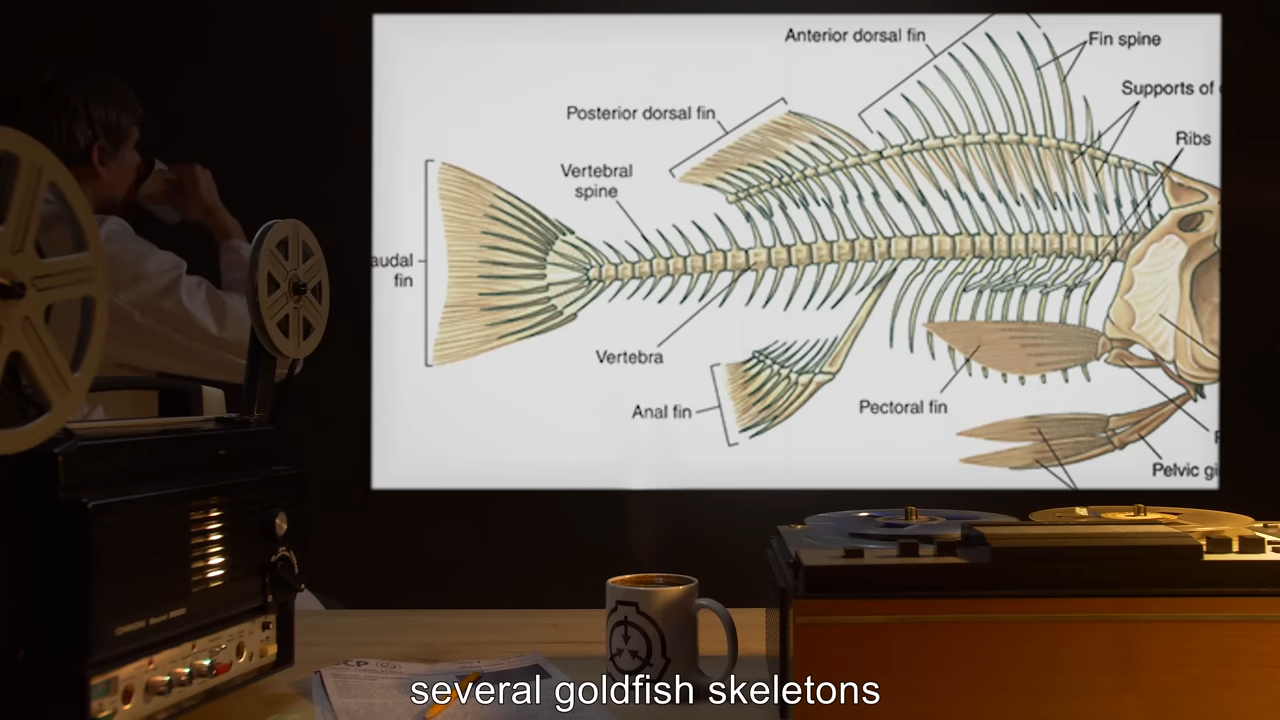 Anterior dorsal fin
Fin spine
Supports of
Posterior dorsal fin
Ribs
Vertebral
spine
audal
fin
Vertebra
Anal fin
Pectoral fin
Pelvic gi
several goldfish skeletons